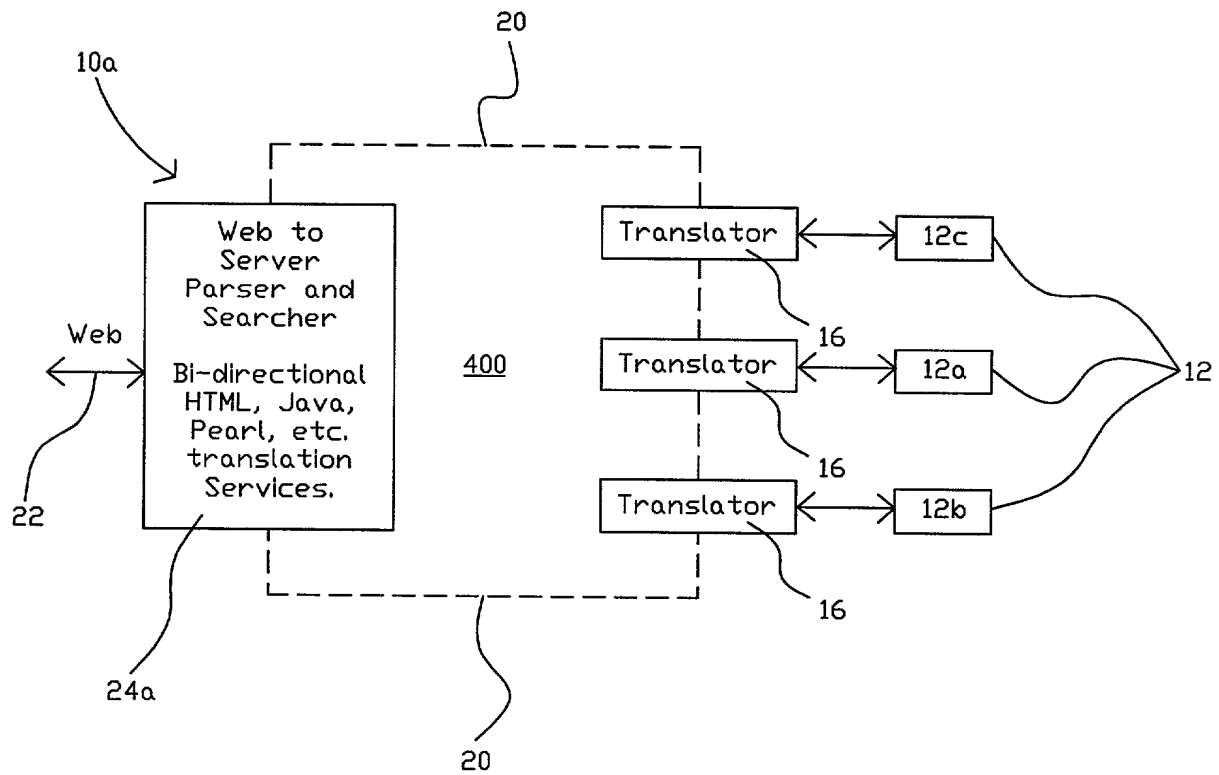 20
10a
Web to
Server
Parser and
Searcher
Bi-directional
HTML, Java,
Pearl, etc.
translation
Services.
Web
22
24a
400
Translator
12c
16
Translator
12a
12
16
Translator
12b
16
20